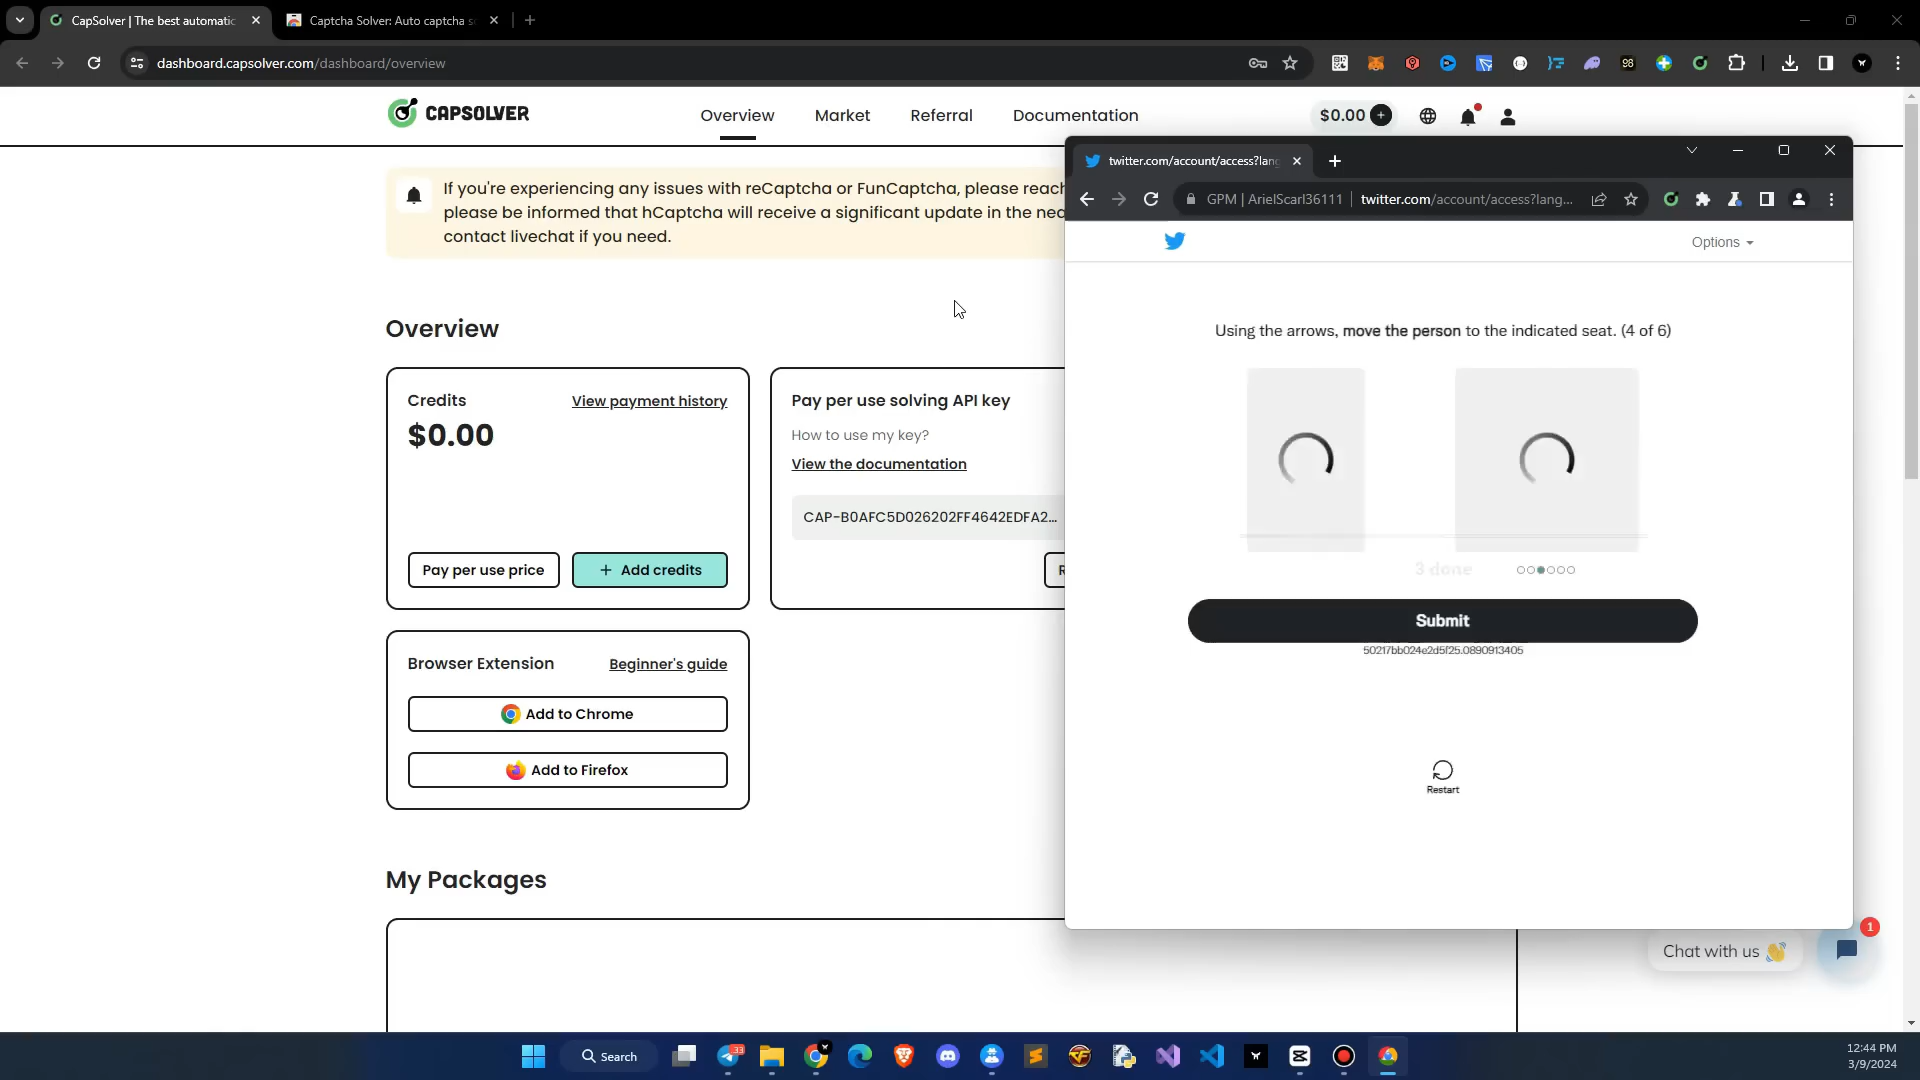 CapSolver | The best automatic
Captcha Solver: Auto captcha s
dashboard.capsolver.com/dashboard/overview
CAPSOLVER
Overview
Market
Referral
Documentation
$0.00
If you're experiencing any issues with reCaptcha or FunCaptcha, please reach
please be informed that hCaptcha will receive a significant update in the nea
contact livechat if you need.
Overview
Credits
View payment history
$0.00
Pay per use price
+ Add credits
Pay per use solving API key
How to use my key?
View the documentation
CAP-B0AFC5D026202FF4642EDFA2...
R
Browser Extension
Beginner's guide
Add to Chrome
Add to Firefox
My Packages
twitter.com/account/access?lang
GPM | ArielScarl36111
twitter.com/account/access?lang...
Options
Using the arrows, move the person to the indicated seat. (4 of 6)
3 done
Submit
50217bb024e2d5f25.0890913405
Restart
Chat with us
1
Search
33
98
12:44 PM
3/9/2024